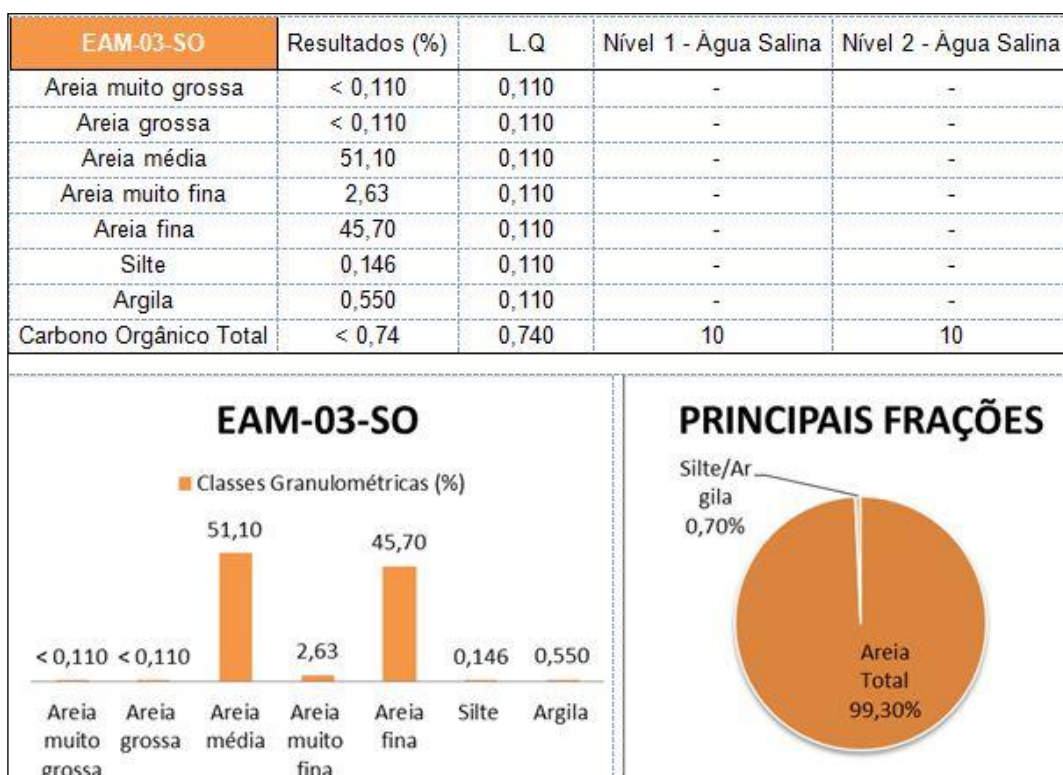 EAM-03-SO Resultados (%) L.Q Nível 1 - Água Salina Nível 2 - Água Salina
Areia muito grossa < 0,110 0,110 - -
Areia grossa < 0,110 0,110 - -
Areia média 51,10 0,110 - -
Areia muito fina 2,63 0,110 - -
Areia fina 45,70 0,110 - -
Silte 0,146 0,110 - -
Argila 0,550 0,110 - -
Carbono Orgânico Total < 0,74 0,740 10 10
EAM-03-SO
Classes Granulométricas (%)
< 0,110 < 0,110 51,10 2,63 45,70 0,146 0,550
Areia muito grossa
Areia grossa
Areia média
Areia muito fina
Areia fina
Silte
Argila
PRINCIPAIS FRAÇÕES
Silte/Ar
gila
0,70%
Areia
Total
99,30%